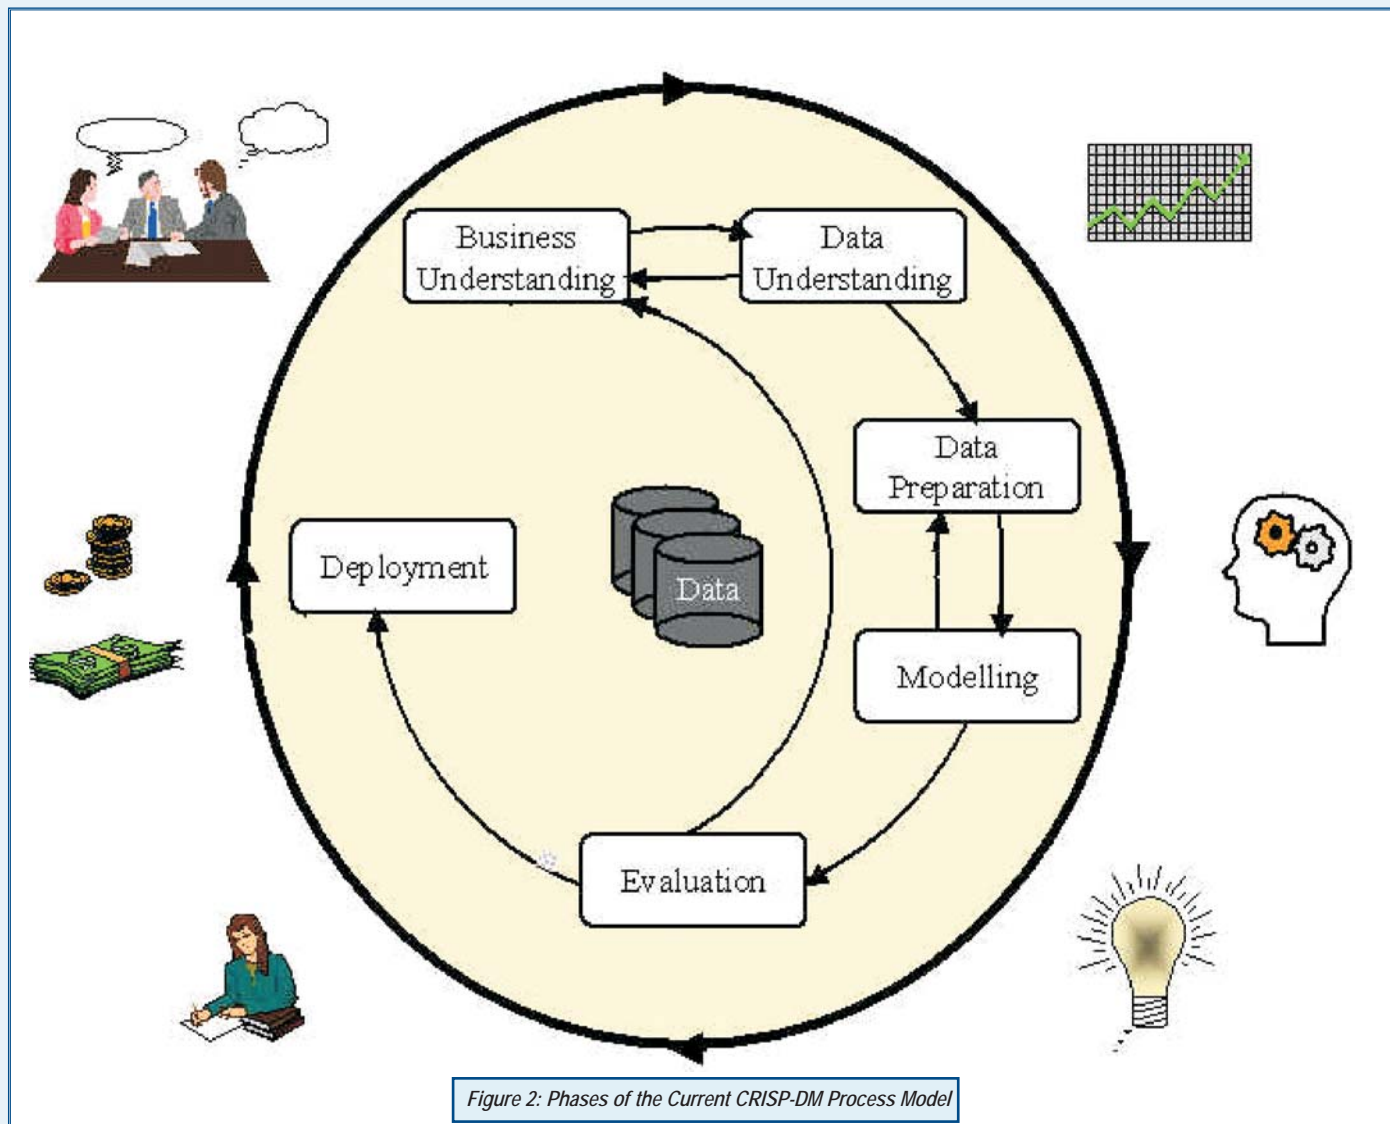 Business
Understanding
Data
Understanding
Data
Preparation
Modelling
Evaluation
Deployment
Data
Figure 2: Phases of the Current CRISP-DM Process Model